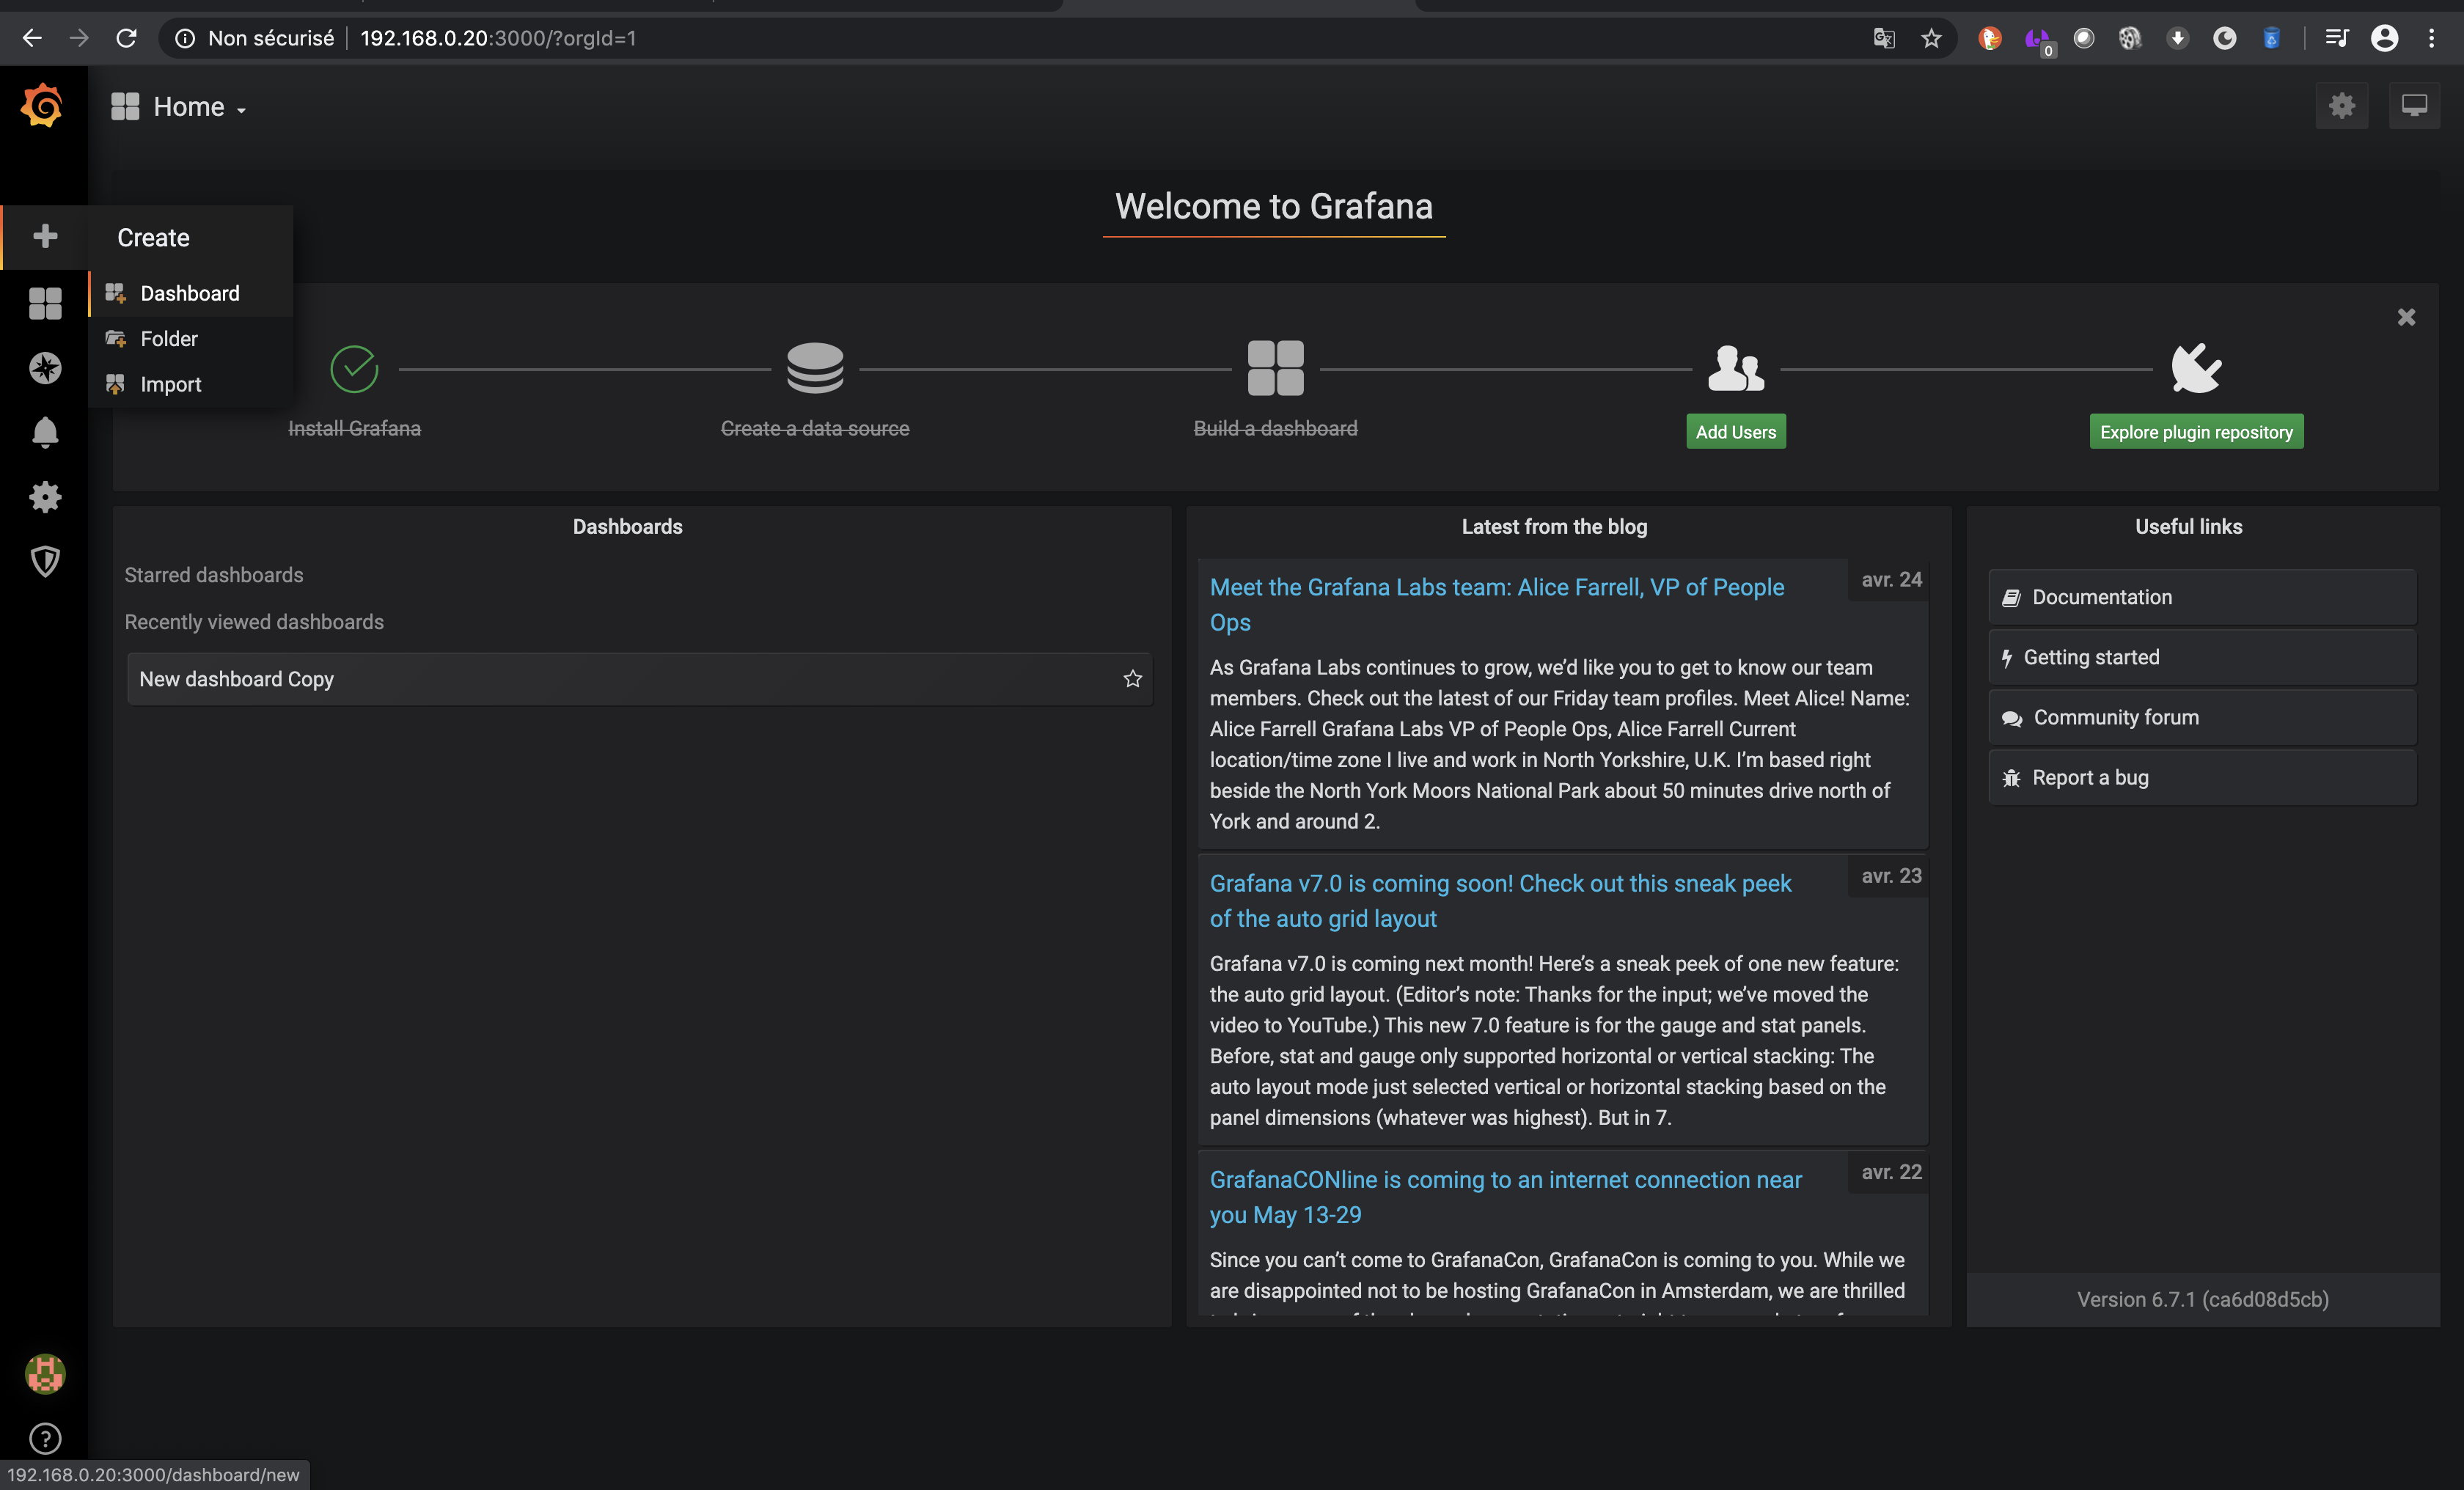 Non sécurisé 192.168.0.20:3000/?orgId=1
0
Home
Welcome to Grafana
Create
Dashboard
Folder
Import
Install Grafana
Create a data source
Build a dashboard
Add Users
Explore plugin repository
Dashboards
Starred dashboards
Recently viewed dashboards
New dashboard Copy
Latest from the blog
Meet the Grafana Labs team: Alice Farrell, VP of People
Ops
avr. 24
As Grafana Labs continues to grow, we’d like you to get to know our team
members. Check out the latest of our Friday team profiles. Meet Alice! Name:
Alice Farrell Grafana Labs VP of People Ops, Alice Farrell Current
location/time zone I live and work in North Yorkshire, U.K. I’m based right
beside the North York Moors National Park about 50 minutes drive north of
York and around 2.
Grafana v7.0 is coming soon! Check out this sneak peek
of the auto grid layout
avr. 23
Grafana v7.0 is coming next month! Here’s a sneak peek of one new feature:
the auto grid layout. (Editor’s note: Thanks for the input; we’ve moved the
video to YouTube.) This new 7.0 feature is for the gauge and stat panels.
Before, stat and gauge only supported horizontal or vertical stacking: The
auto layout mode just selected vertical or horizontal stacking based on the
panel dimensions (whatever was highest). But in 7.
GrafanaCONline is coming to an internet connection near
you May 13-29
avr. 22
Since you can’t come to GrafanaCon, GrafanaCon is coming to you. While we
are disappointed not to be hosting GrafanaCon in Amsterdam, we are thrilled
Useful links
Documentation
Getting started
Community forum
Report a bug
Version 6.7.1 (ca6d08d5cb)
192.168.0.20:3000/dashboard/new